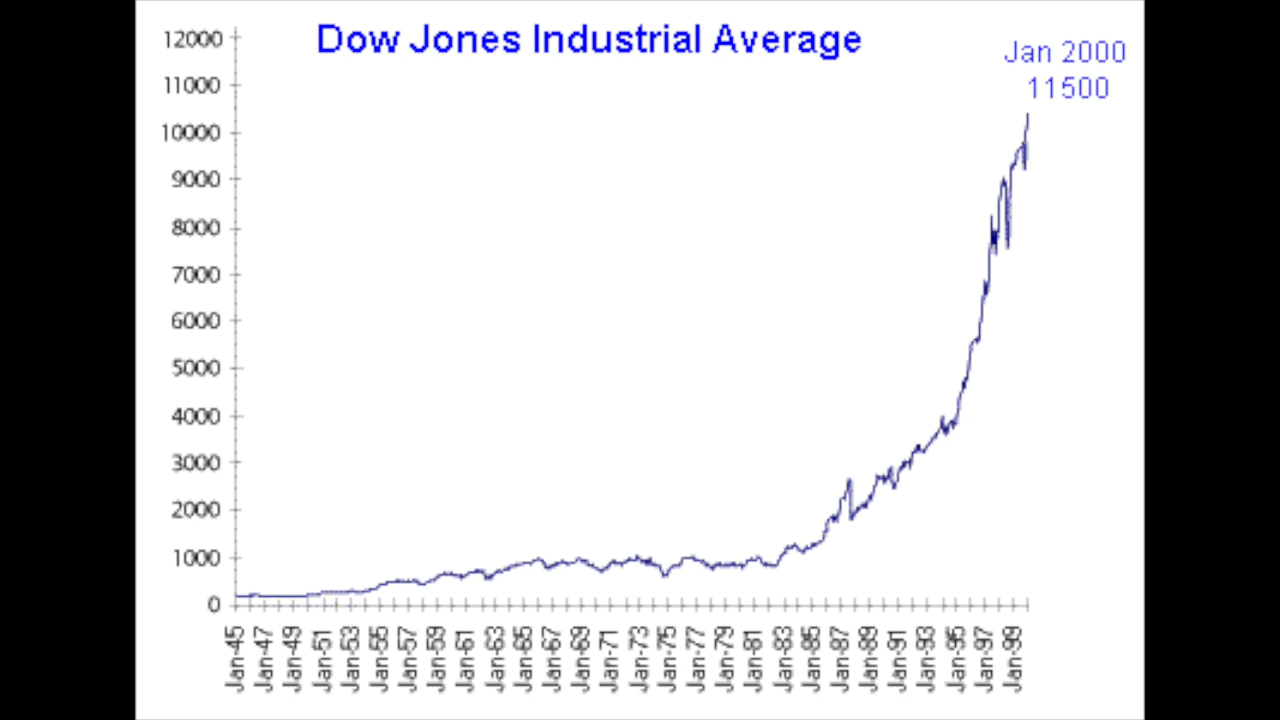 Dow Jones Industrial Average
Jan 2000
11500
12000
11000
10000
9000
8000
7000
6000
5000
4000
3000
2000
1000
0
Jan-45
Jan-47
Jan-49
Jan-51
Jan-53
Jan-55
Jan-57
Jan-59
Jan-61
Jan-63
Jan-65
Jan-67
Jan-69
Jan-71
Jan-73
Jan-75
Jan-77
Jan-79
Jan-81
Jan-83
Jan-85
Jan-87
Jan-89
Jan-91
Jan-93
Jan-95
Jan-97
Jan-99